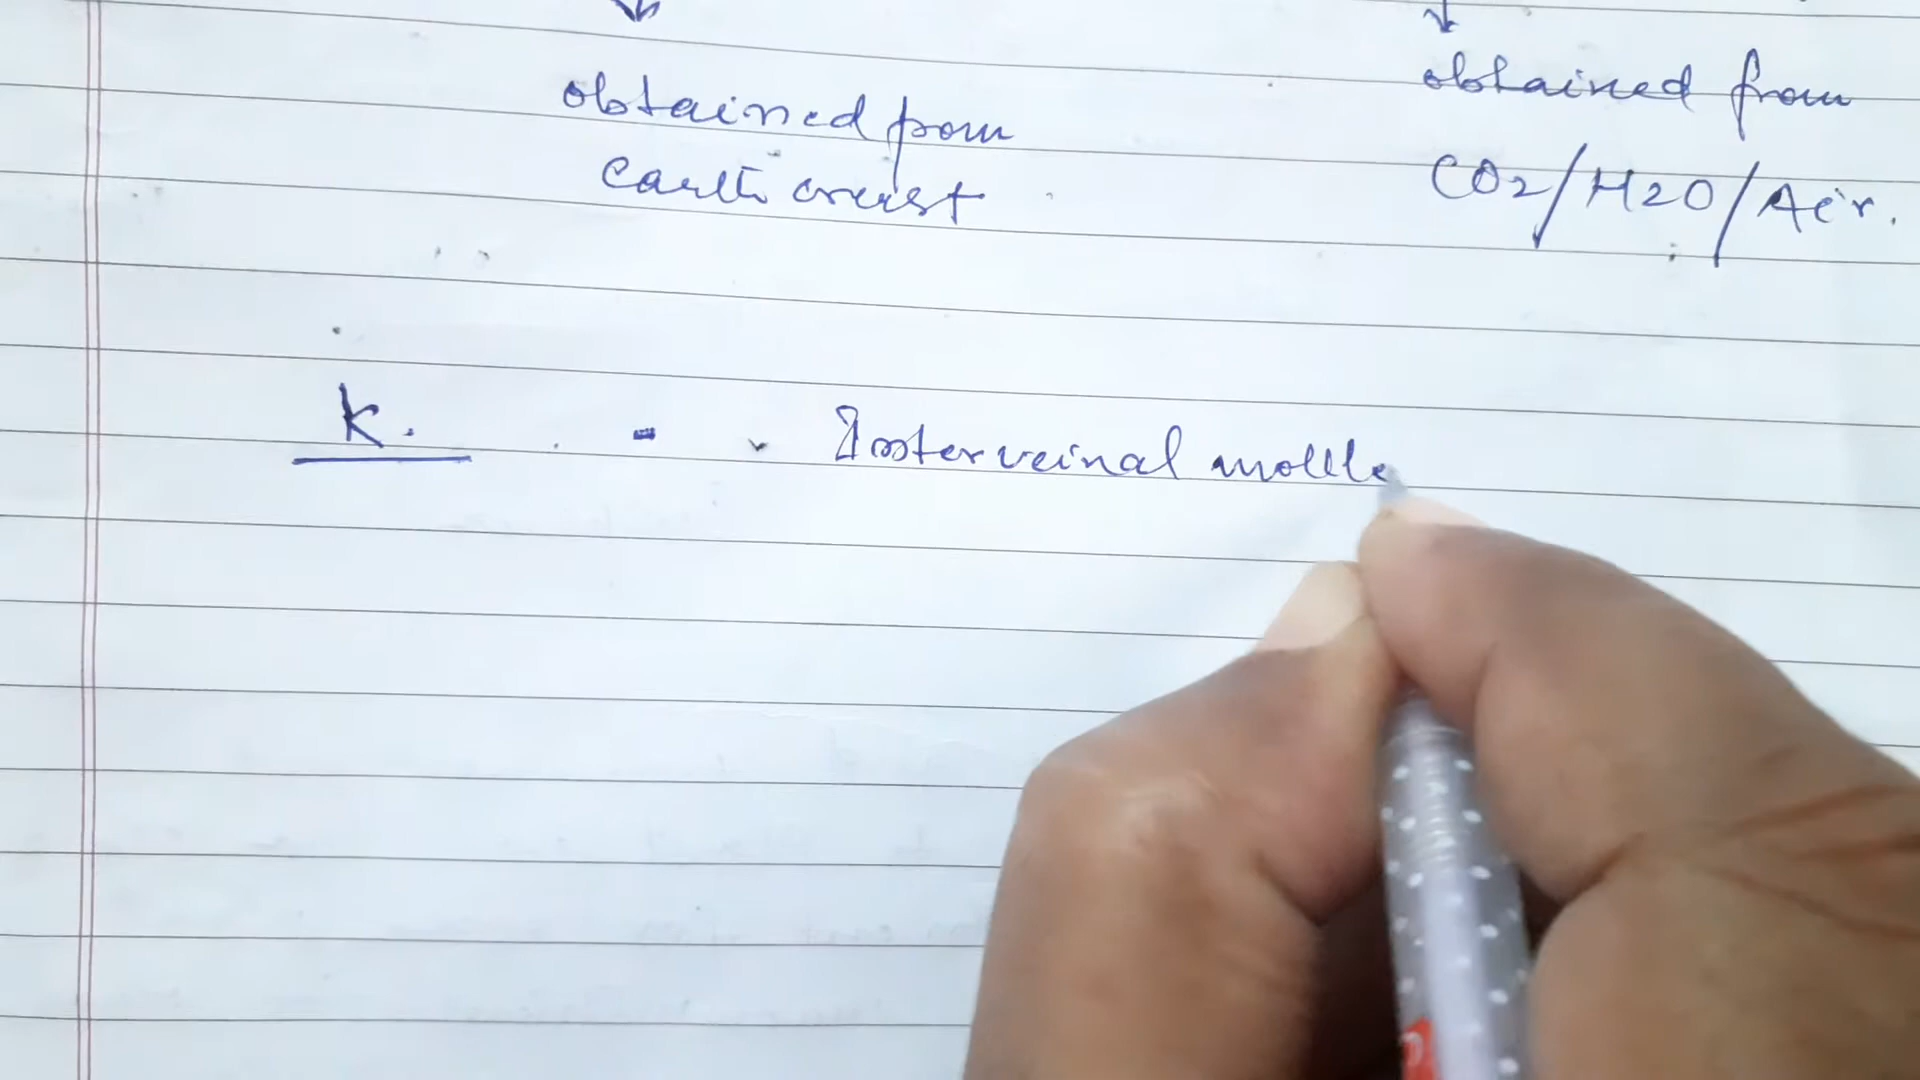 obtained from
earth crust
obtained from
CO2/H2O/Air.
K. - Interveinal mottle